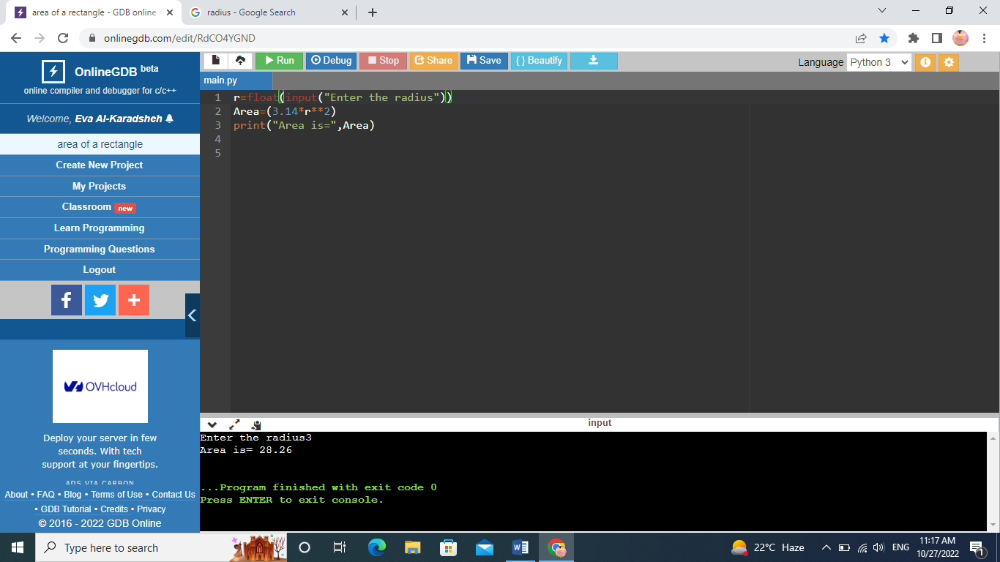 area of a rectangle - GDB online
radius - Google Search
onlinegdb.com/edit/RdCO4YGND
OnlineGDB beta
online compiler and debugger for c/c++
Welcome, Eva Al-Karadsheh
area of a rectangle
Create New Project
My Projects
Classroom new
Learn Programming
Programming Questions
Logout
OVHcloud
Deploy your server in few
seconds. With tech
support at your fingertips.
ADS VIA CARBON
About • FAQ • Blog • Terms of Use • Contact Us
• GDB Tutorial • Credits • Privacy
© 2016 - 2022 GDB Online
Run Debug Stop Share Save { } Beautify
Language Python 3
main.py
1 r=float(input("Enter the radius"))
2 Area=(3.14*r**2)
3 print("Area is=",Area)
4
5
input
Enter the radius3
Area is= 28.26
...Program finished with exit code 0
Press ENTER to exit console.
Type here to search
22°C Haze
ENG
11:17 AM
10/27/2022
1